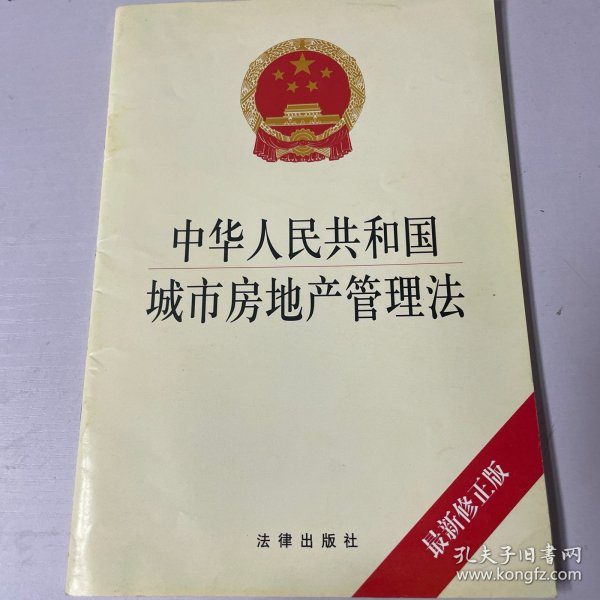 中华人民共和国
城市房地产管理法
最新修正版
法律出版社
孔夫子旧书网
www.kongfz.com